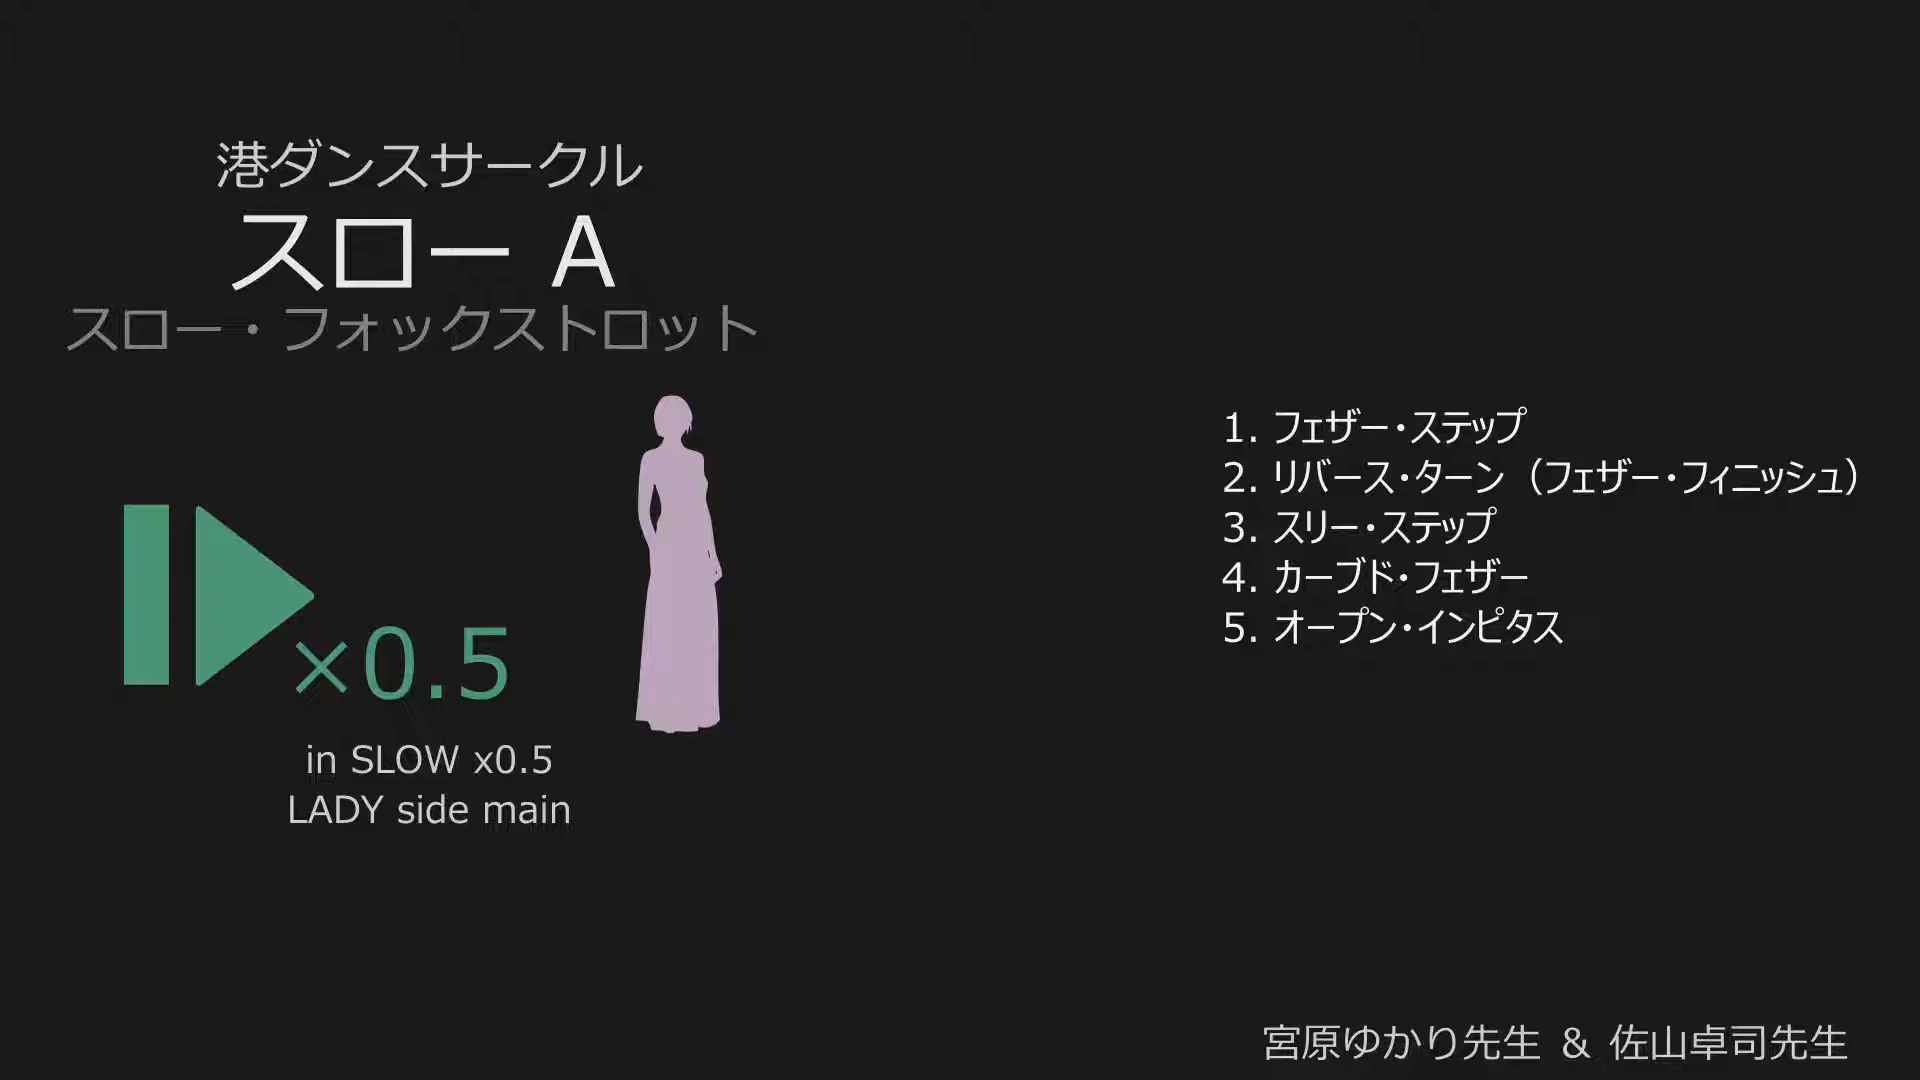 港ダンスサークル
スロー A
スロー・フォックストロット
×0.5
in SLOW x0.5
LADY side main
1. フェザー・ステップ
2. リバース・ターン（フェザー・フィニッシュ）
3. スリー・ステップ
4. カーブド・フェザー
5. オープン・インピタス
宮原ゆかり先生 & 佐山卓司先生